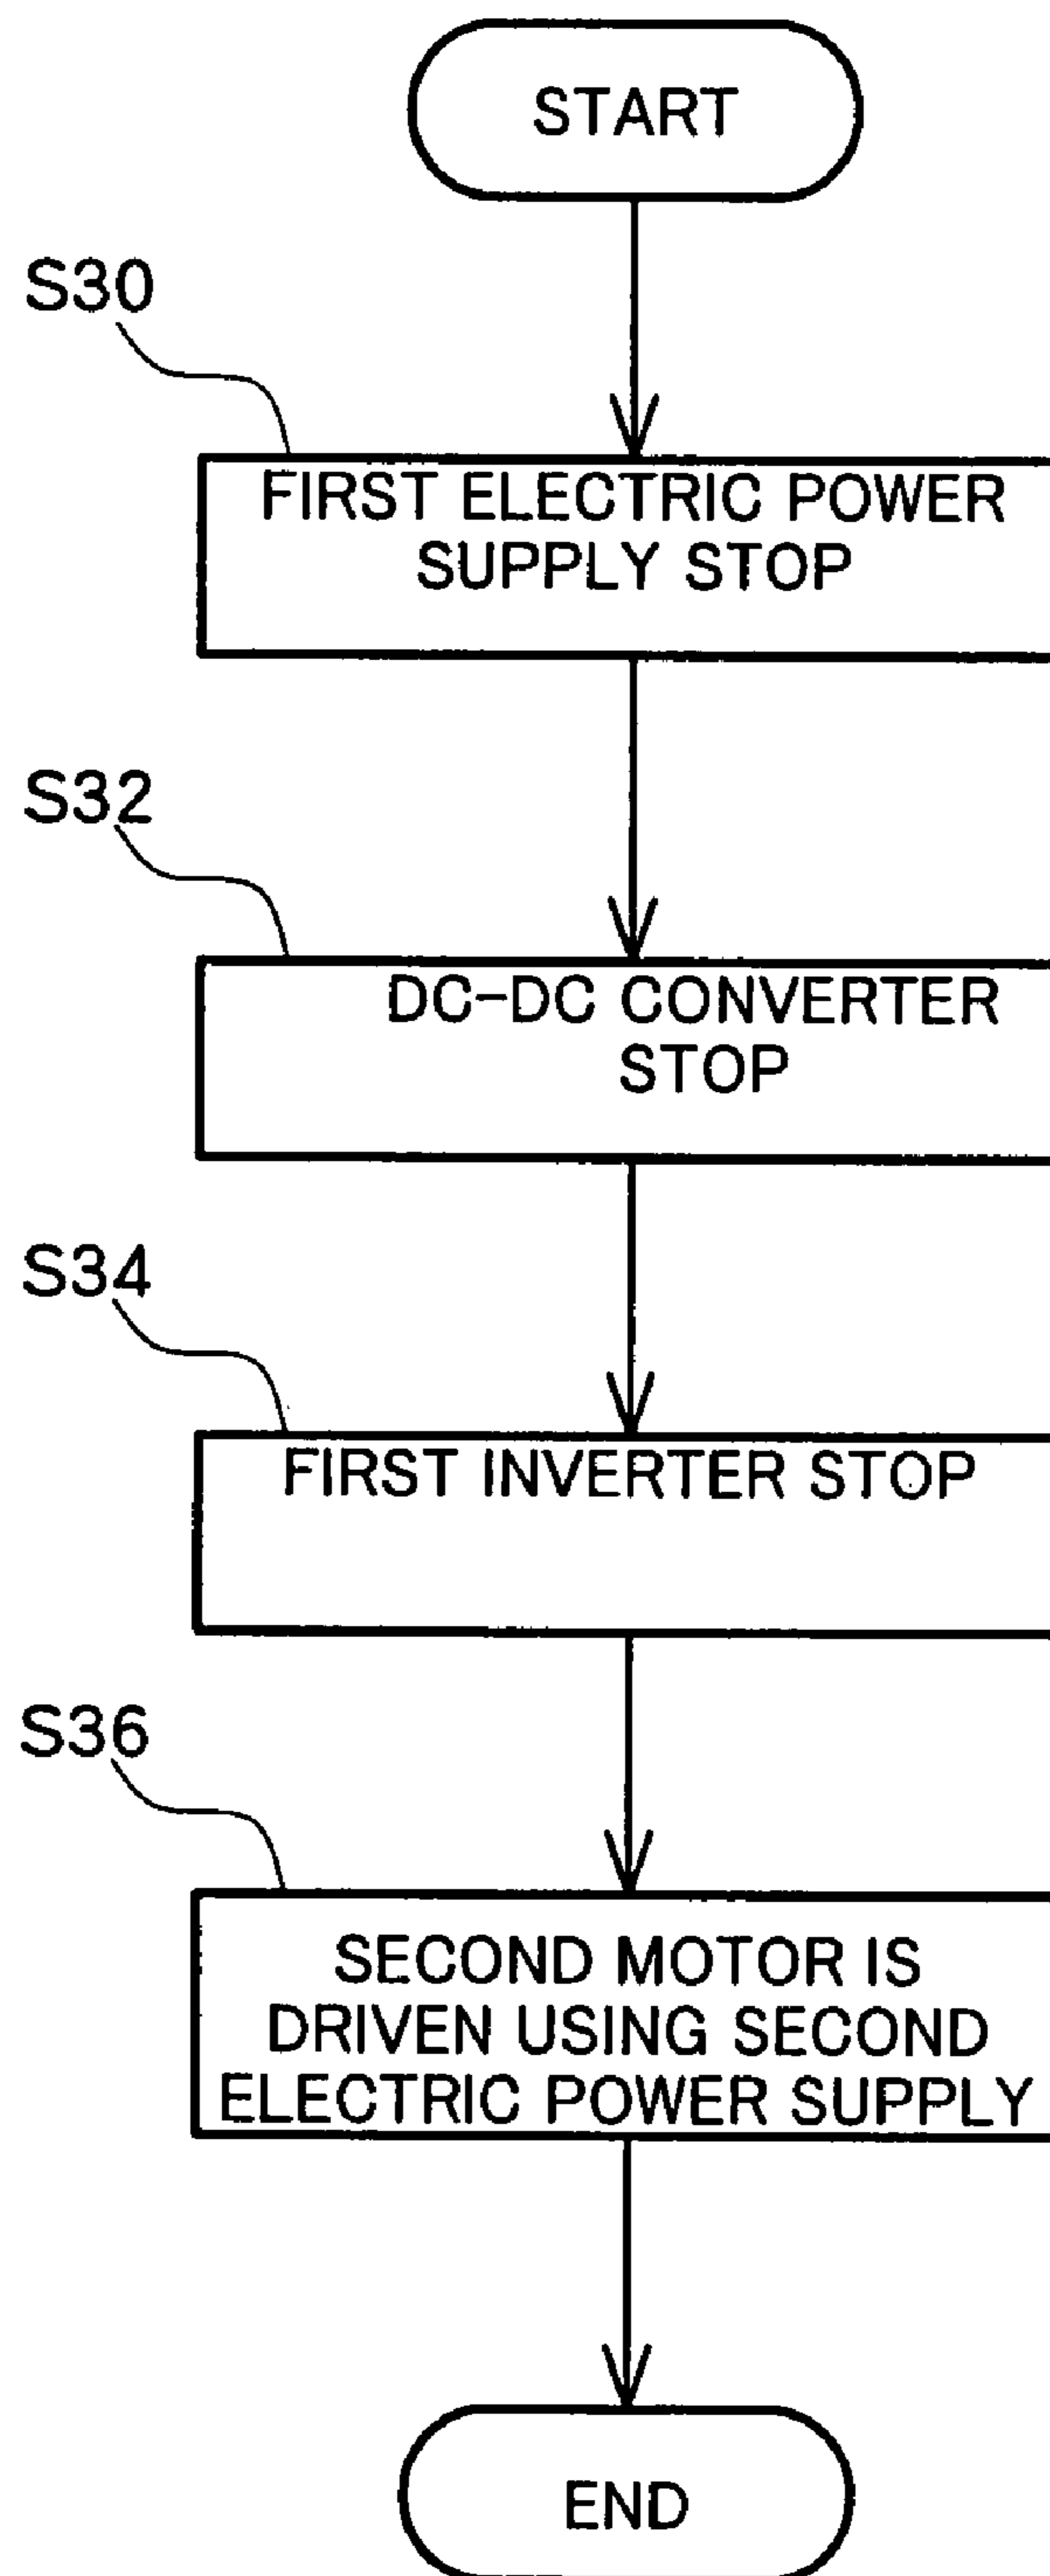 START
S30
FIRST ELECTRIC POWER
SUPPLY STOP
S32
DC-DC CONVERTER
STOP
S34
FIRST INVERTER STOP
S36
SECOND MOTOR IS
DRIVEN USING SECOND
ELECTRIC POWER SUPPLY
END